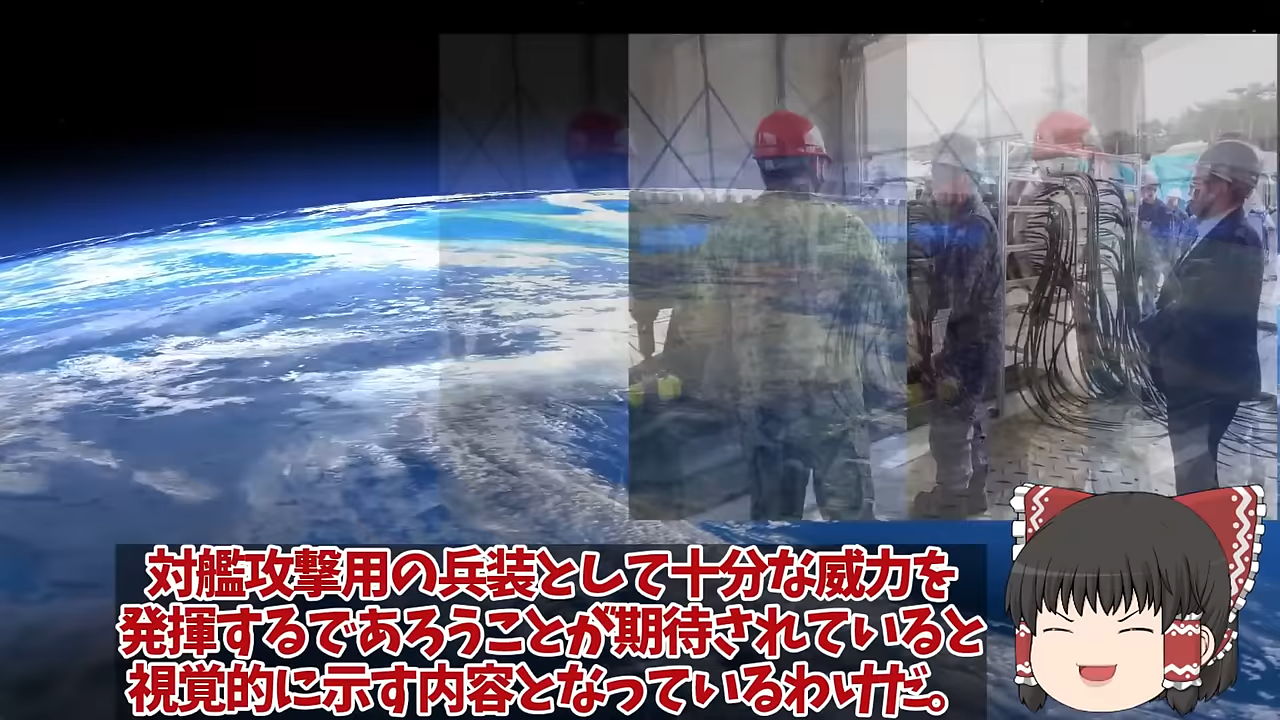 対艦攻撃用の兵装として十分な威力を
発揮するであろうことが期待されていると
視覚的に示す内容となっているわけだ。